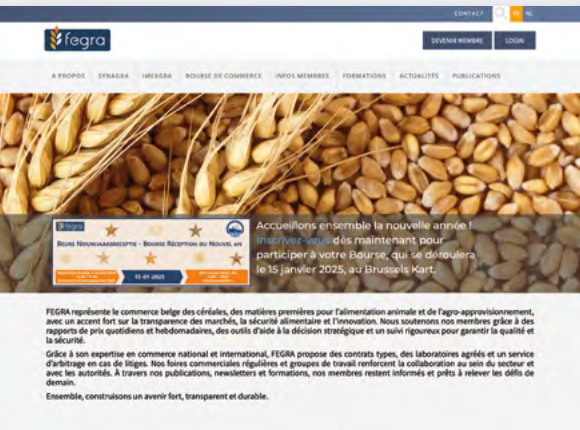 CONTACT FR NL
fegra
DEVENIR MEMBRE LOGIN
A PROPOS SYNAGRA IMEXGRA BOURSE DE COMMERCE INFOS MEMBRES FORMATIONS ACTUALITÉS PUBLICATIONS
fegra
BEURS NIEUWJAARSRECEPTIE - BOURSE RÉCEPTION DU NOUVEL AN
15-01-2025
Accueillons ensemble la nouvelle année !
Inscrivez-vous dès maintenant pour
participer à votre Bourse, qui se déroulera
le 15 janvier 2025, au Brussels Kart.
FEGRA représente le commerce belge des céréales, des matières premières pour l'alimentation animale et de l'agro-approvisionnement,
avec un accent fort sur la transparence des marchés, la sécurité alimentaire et l'innovation. Nous soutenons nos membres grâce à des
rapports de prix quotidiens et hebdomadaires, des outils d'aide à la décision stratégique et un suivi rigoureux pour garantir la qualité et
la sécurité.
Grâce à son expertise en commerce national et international, FEGRA propose des contrats types, des laboratoires agréés et un service
d'arbitrage en cas de litiges. Nos foires commerciales régulières et groupes de travail renforcent la collaboration au sein du secteur et
avec les autorités. À travers nos publications, newsletters et formations, nos membres restent informés et prêts à relever les défis de
demain.
Ensemble, construisons un avenir fort, transparent et durable.